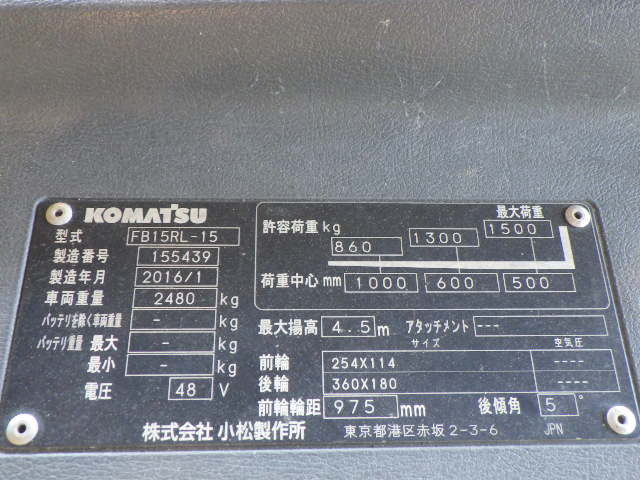 KOMATSU
型式 FB15RL-15
製造番号 155439
製造年月 2016/1
車両重量 2480 kg
バッテリを除く車両重量 - kg
バッテリ重量 最大 - kg
最小 - kg
電圧 48 V
最大荷重
許容荷重 kg 860 1300 1500
荷重中心 mm 1000 600 500
最大揚高 4.5 m アタッチメント ---
サイズ 空気圧
前輪 254X114 ----
後輪 360X180 ----
前輪輪距 975 mm 後傾角 5 °
株式会社 小松製作所 東京都港区赤坂 2-3-6 JPN